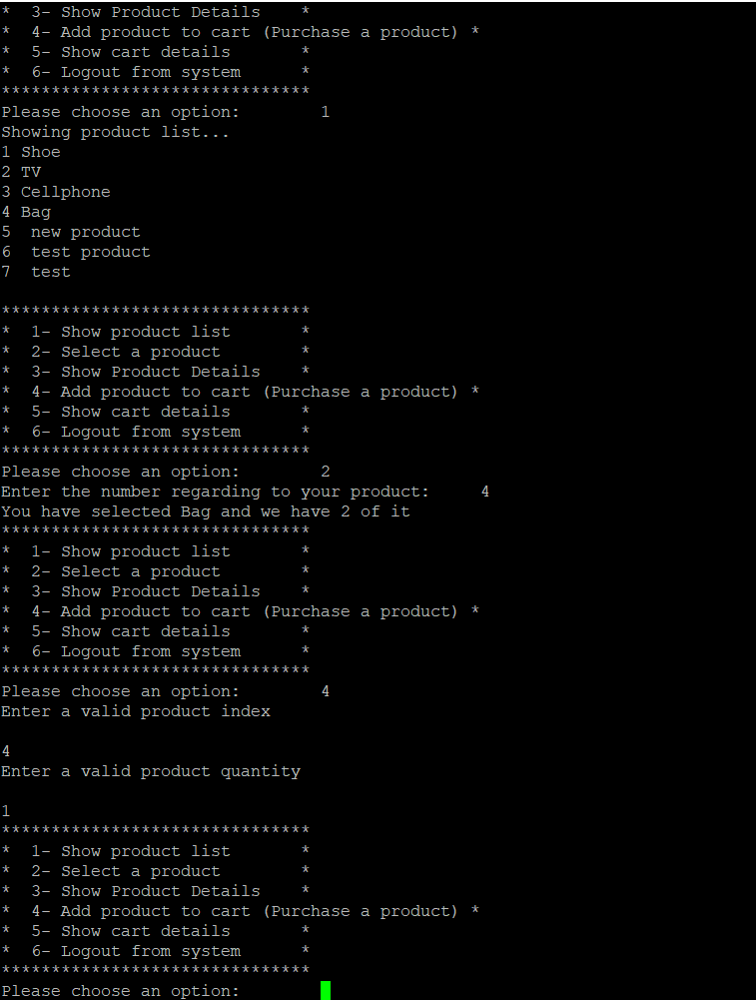 *  3- Show Product Details    *
*  4- Add product to cart (Purchase a product) *
*  5- Show cart details       *
*  6- Logout from system      *
*******************************
Please choose an option:        1
Showing product list...
1 Shoe
2 TV
3 Cellphone
4 Bag
5  new product
6  test product
7  test
*******************************
*  1- Show product list       *
*  2- Select a product        *
*  3- Show Product Details    *
*  4- Add product to cart (Purchase a product) *
*  5- Show cart details       *
*  6- Logout from system      *
*******************************
Please choose an option:        2
Enter the number regarding to your product:     4
You have selected Bag and we have 2 of it
*******************************
*  1- Show product list       *
*  2- Select a product        *
*  3- Show Product Details    *
*  4- Add product to cart (Purchase a product) *
*  5- Show cart details       *
*  6- Logout from system      *
*******************************
Please choose an option:        4
Enter a valid product index
4
Enter a valid product quantity
1
*******************************
*  1- Show product list       *
*  2- Select a product        *
*  3- Show Product Details    *
*  4- Add product to cart (Purchase a product) *
*  5- Show cart details       *
*  6- Logout from system      *
*******************************
Please choose an option: